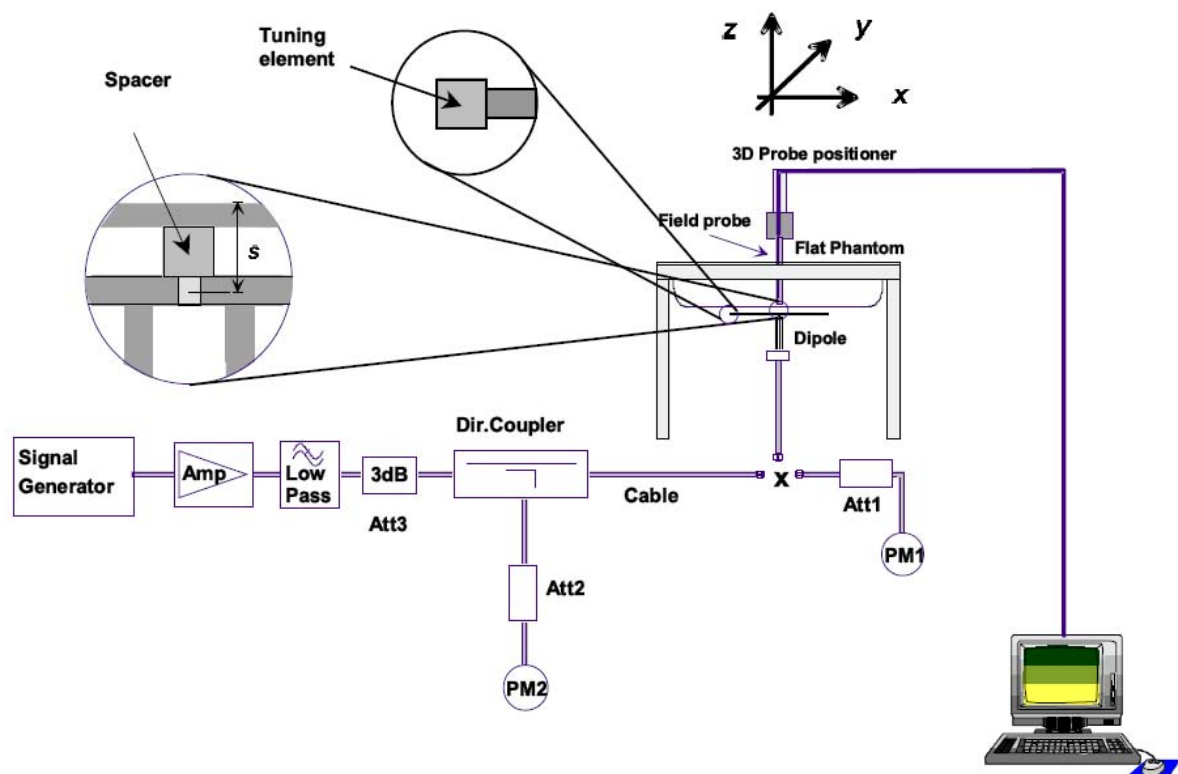 Tuning
element
Spacer
z
y
x
3D Probe positioner
Field probe
Flat Phantom
s
Dipole
Dir.Coupler
Signal
Generator
Amp
Low
Pass
3dB
Att3
Cable
x
Att1
PM1
Att2
PM2